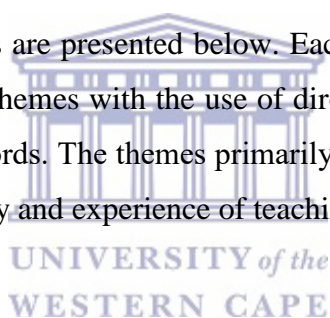 s are presented below. Eac
hemes with the use of dire
ords. The themes primarily
y and experience of teachi
UNIVERSITY of the
WESTERN CAPE